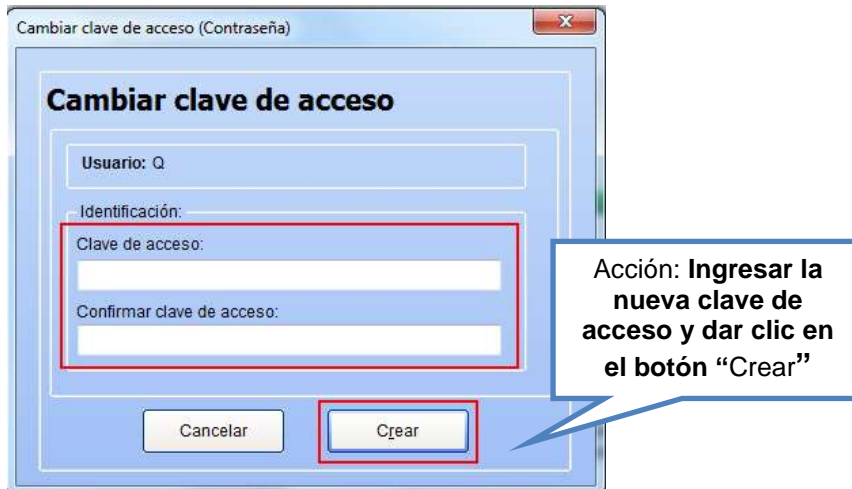 Cambiar clave de acceso (Contraseña)
Cambiar clave de acceso
Usuario: Q
Identificación:
Clave de acceso:
Confirmar clave de acceso:
Cancelar
Crear
Acción: Ingresar la
nueva clave de
acceso y dar clic en
el botón “Crear”